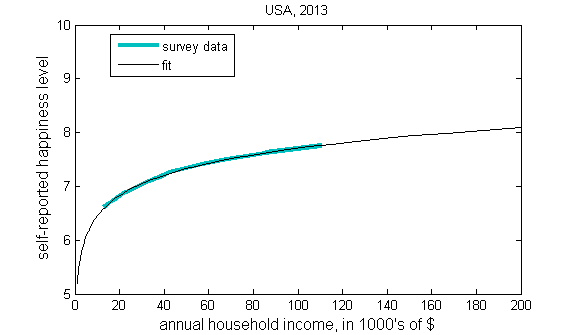 USA, 2013
survey data
fit
self-reported happiness level
10
9
8
7
6
5
0 20 40 60 80 100 120 140 160 180 200
annual household income, in 1000's of $